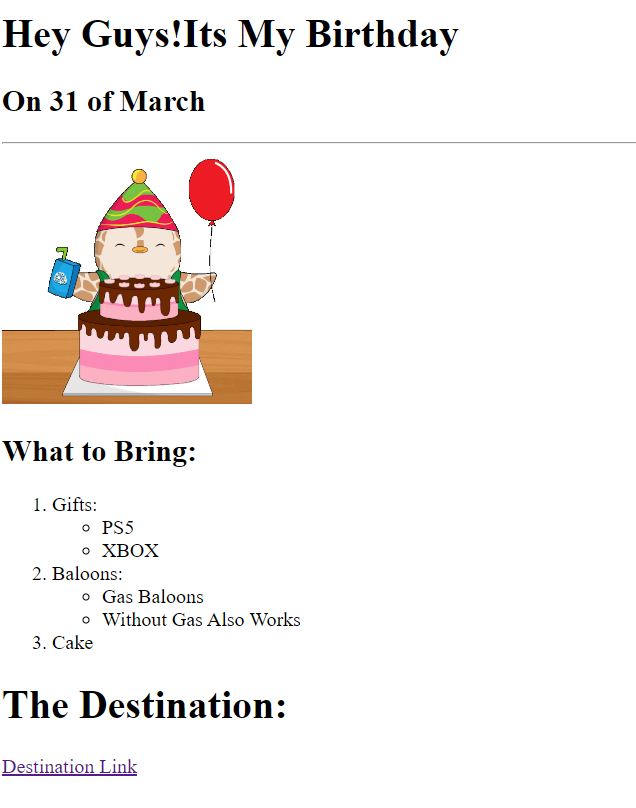 Hey Guys!Its My Birthday
On 31 of March
What to Bring:
1. Gifts:
PS5
XBOX
2. Baloons:
Gas Baloons
Without Gas Also Works
3. Cake
The Destination:
Destination Link